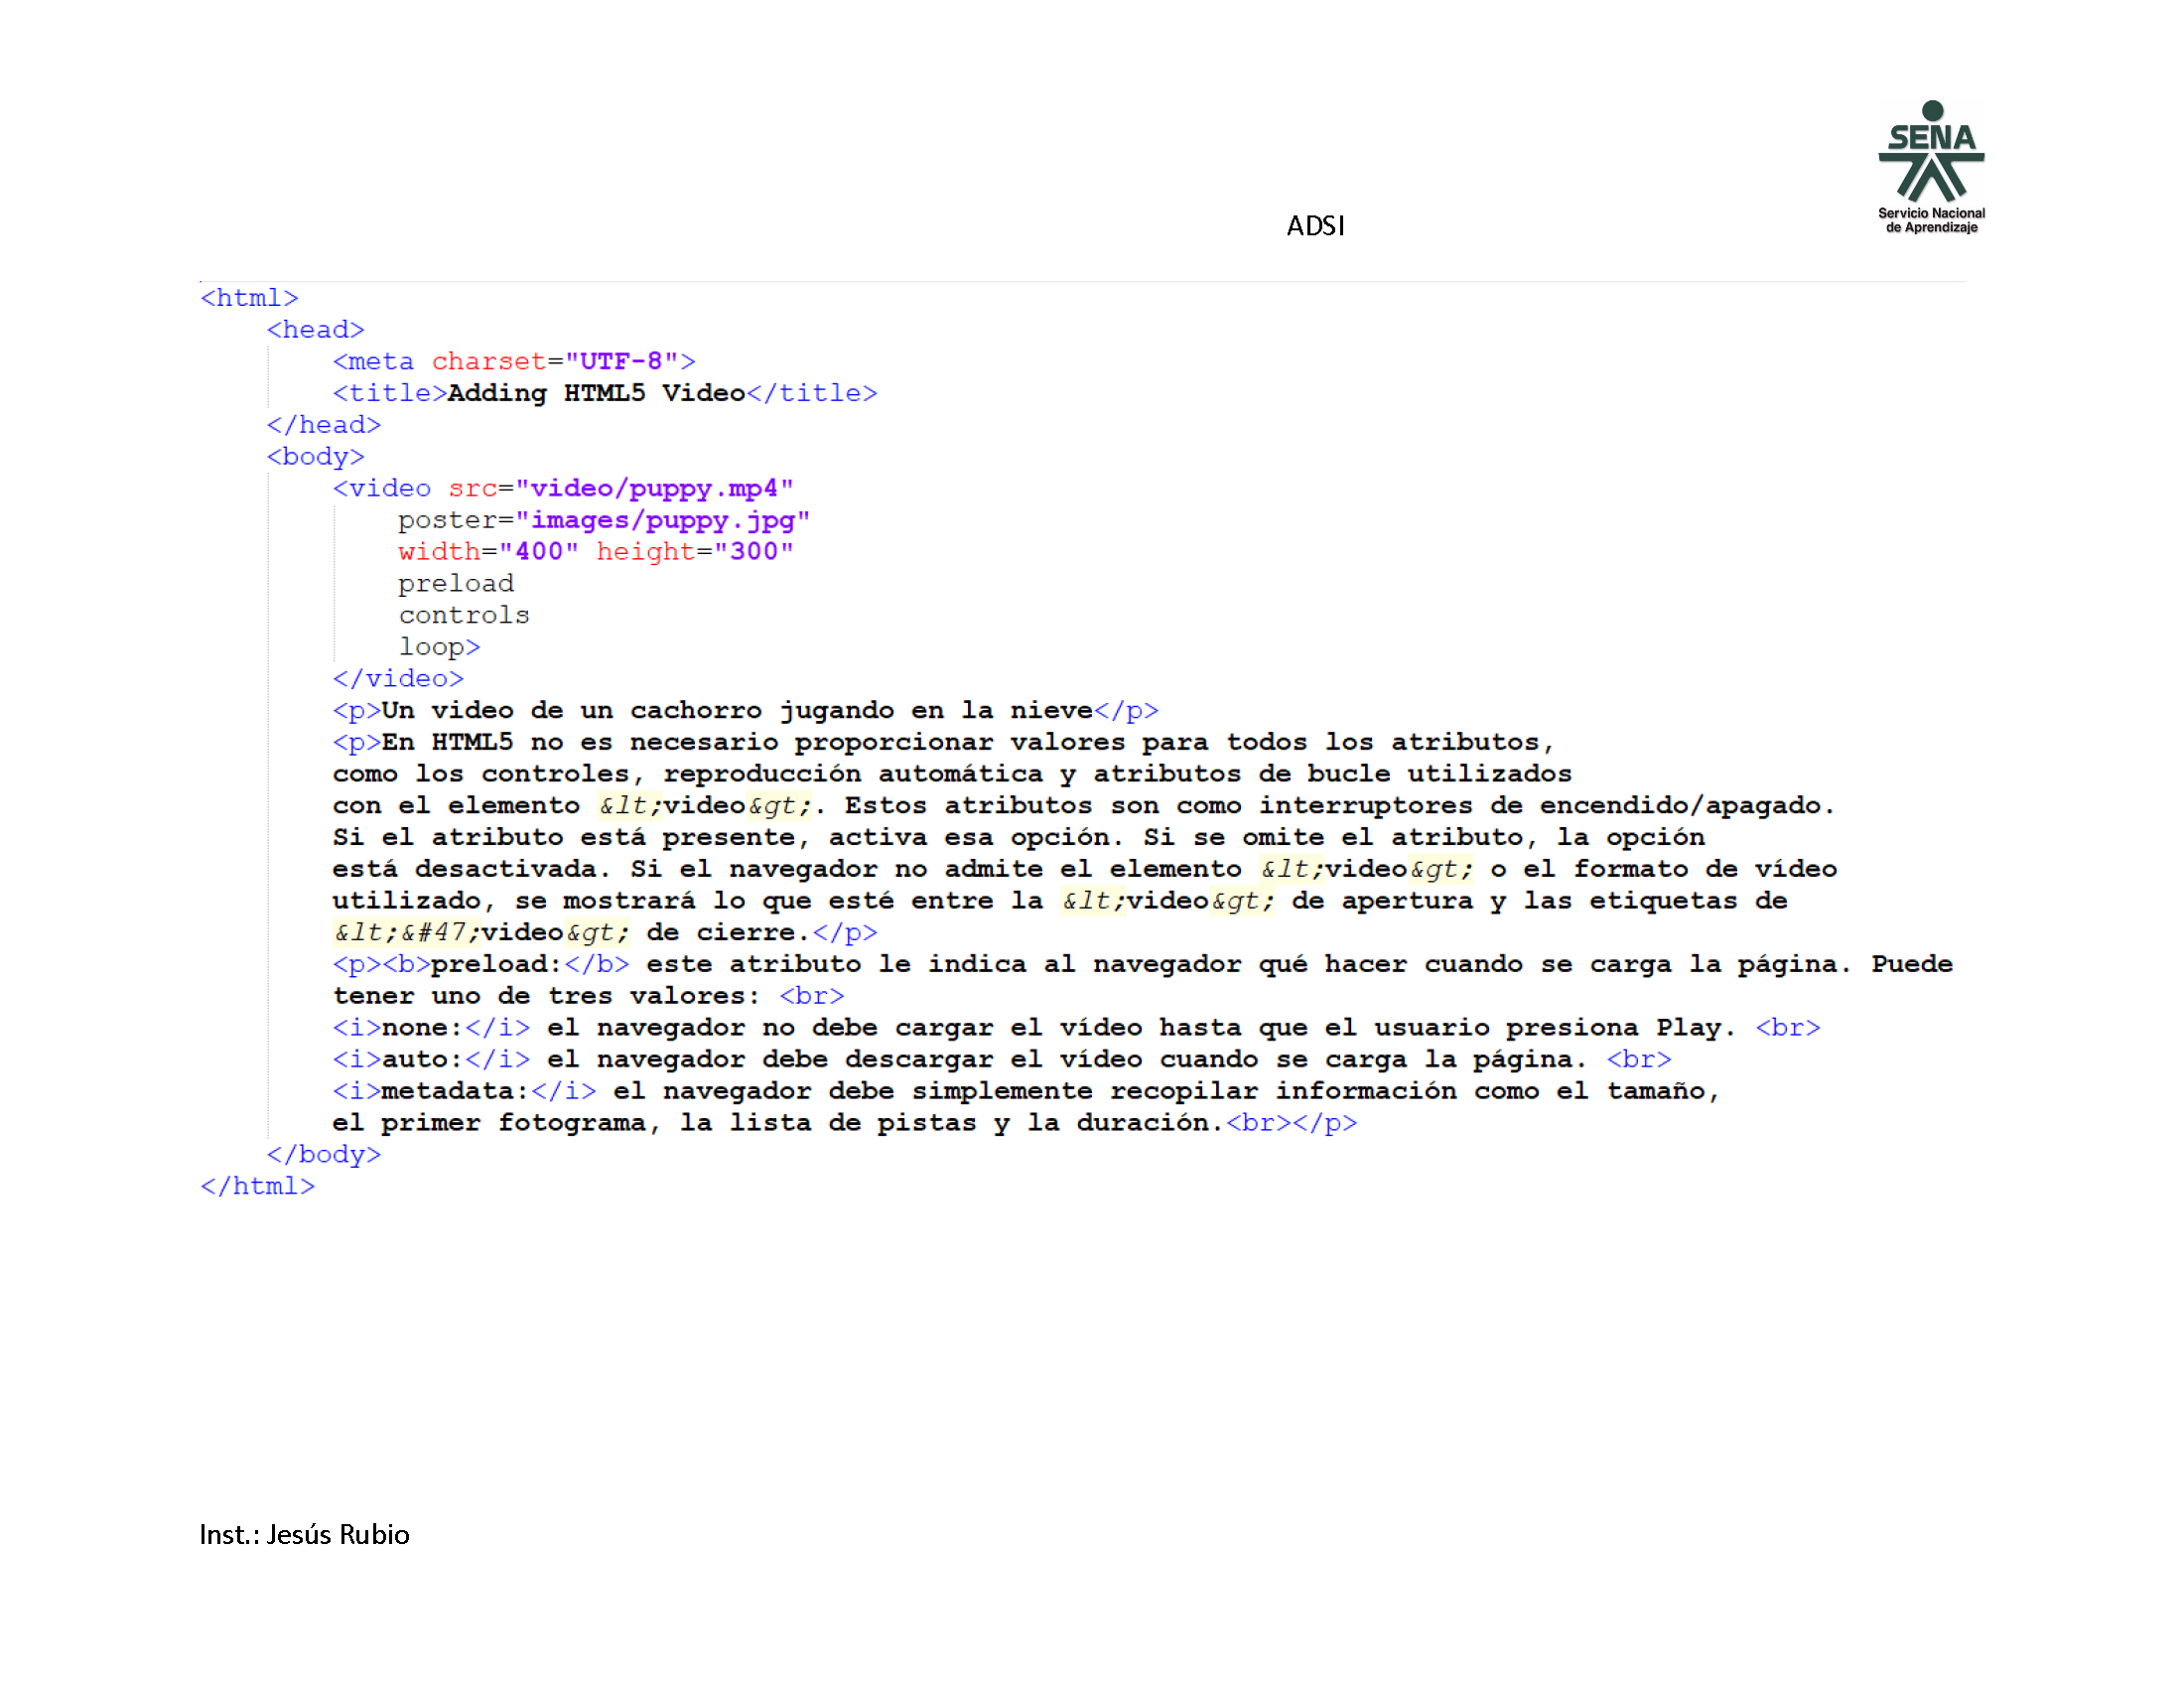 SENA
Servicio Nacional
de Aprendizaje
ADSI
<html>
    <head>
        <meta charset="UTF-8">
        <title>Adding HTML5 Video</title>
    </head>
    <body>
        <video src="video/puppy.mp4"
            poster="images/puppy.jpg"
            width="400" height="300"
            preload
            controls
            loop>
        </video>
        <p>Un video de un cachorro jugando en la nieve</p>
        <p>En HTML5 no es necesario proporcionar valores para todos los atributos,
        como los controles, reproducción automática y atributos de bucle utilizados
        con el elemento &lt;video&gt;. Estos atributos son como interruptores de encendido/apagado.
        Si el atributo está presente, activa esa opción. Si se omite el atributo, la opción
        está desactivada. Si el navegador no admite el elemento &lt;video&gt; o el formato de vídeo
        utilizado, se mostrará lo que esté entre la &lt;video&gt; de apertura y las etiquetas de
        &lt;&#47;video&gt; de cierre.</p>
        <p><b>preload:</b> este atributo le indica al navegador qué hacer cuando se carga la página. Puede
        tener uno de tres valores: <br>
        <i>none:</i> el navegador no debe cargar el vídeo hasta que el usuario presiona Play. <br>
        <i>auto:</i> el navegador debe descargar el vídeo cuando se carga la página. <br>
        <i>metadata:</i> el navegador debe simplemente recopilar información como el tamaño,
        el primer fotograma, la lista de pistas y la duración.<br></p>
    </body>
</html>
Inst.: Jesús Rubio